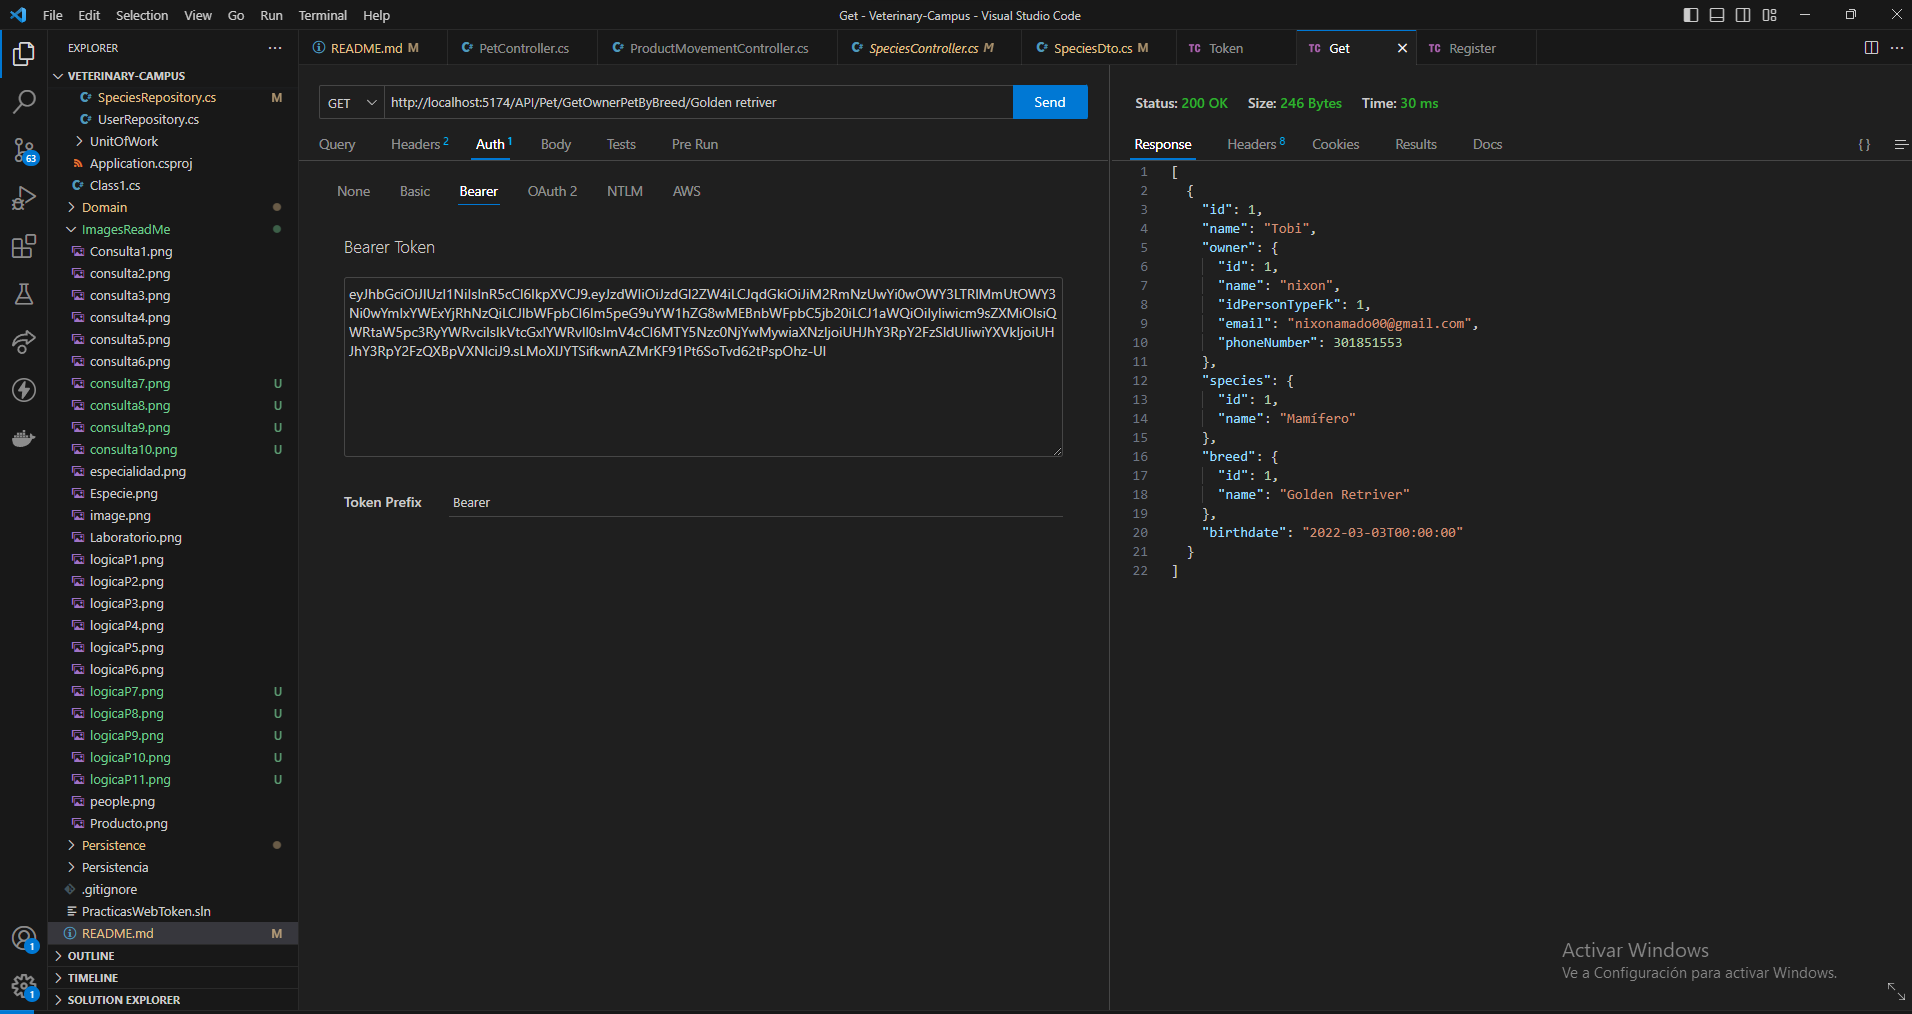 File Edit Selection View Go Run Terminal Help
Get - Veterinary-Campus - Visual Studio Code
EXPLORER
VETERINARY-CAMPUS
SpeciesRepository.cs M
UserRepository.cs
UnitOfWork
Application.csproj
Class1.cs
Domain
ImagesReadMe
Consulta1.png
consulta2.png
consulta3.png
consulta4.png
consulta5.png
consulta6.png
consulta7.png U
consulta8.png U
consulta9.png U
consulta10.png U
especialidad.png
Especie.png
image.png
Laboratorio.png
logicaP1.png
logicaP2.png
logicaP3.png
logicaP4.png
logicaP5.png
logicaP6.png
logicaP7.png U
logicaP8.png U
logicaP9.png U
logicaP10.png U
logicaP11.png U
people.png
Producto.png
Persistence
Persistencia
.gitignore
PracticasWebToken.sln
README.md M
OUTLINE
TIMELINE
SOLUTION EXPLORER
63
1
1
README.md M
PetController.cs
ProductMovementController.cs
SpeciesController.cs M
SpeciesDto.cs M
TC Token
TC Get
TC Register
GET
http://localhost:5174/API/Pet/GetOwnerPetByBreed/Golden retriver
Send
Query Headers 2 Auth 1 Body Tests Pre Run
None Basic Bearer OAuth 2 NTLM AWS
Bearer Token
Token Prefix Bearer
Status: 200 OK Size: 246 Bytes Time: 30 ms
Response Headers 8 Cookies Results Docs {}
1 [
2 {
3 "id": 1,
4 "name": "Tobi",
5 "owner": {
6 "id": 1,
7 "name": "nixon",
8 "idPersonTypeFk": 1,
9 "email": "nixonamado00@gmail.com",
10 "phoneNumber": 301851553
11 },
12 "species": {
13 "id": 1,
14 "name": "Mamífero"
15 },
16 "breed": {
17 "id": 1,
18 "name": "Golden Retriver"
19 },
20 "birthdate": "2022-03-03T00:00:00"
21 }
22 ]
Activar Windows
Ve a Configuración para activar Windows.